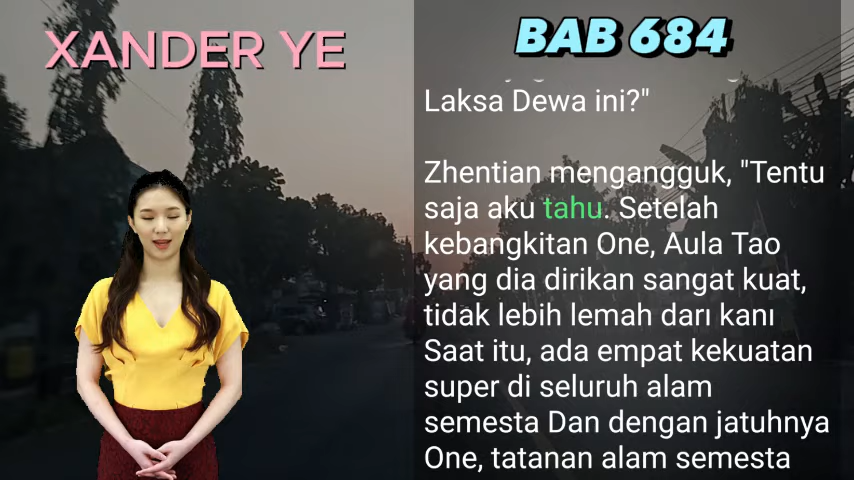 XANDER YE
BAB 684
Laksa Dewa ini?"
Zhentian mengangguk, "Tentu
saja aku tahu. Setelah
kebangkitan One, Aula Tao
yang dia dirikan sangat kuat,
tidak lebih lemah darı kanı
Saat itu, ada empat kekuatan
super di seluruh alam
semesta Dan dengan jatuhnya
One, tatanan alam semesta